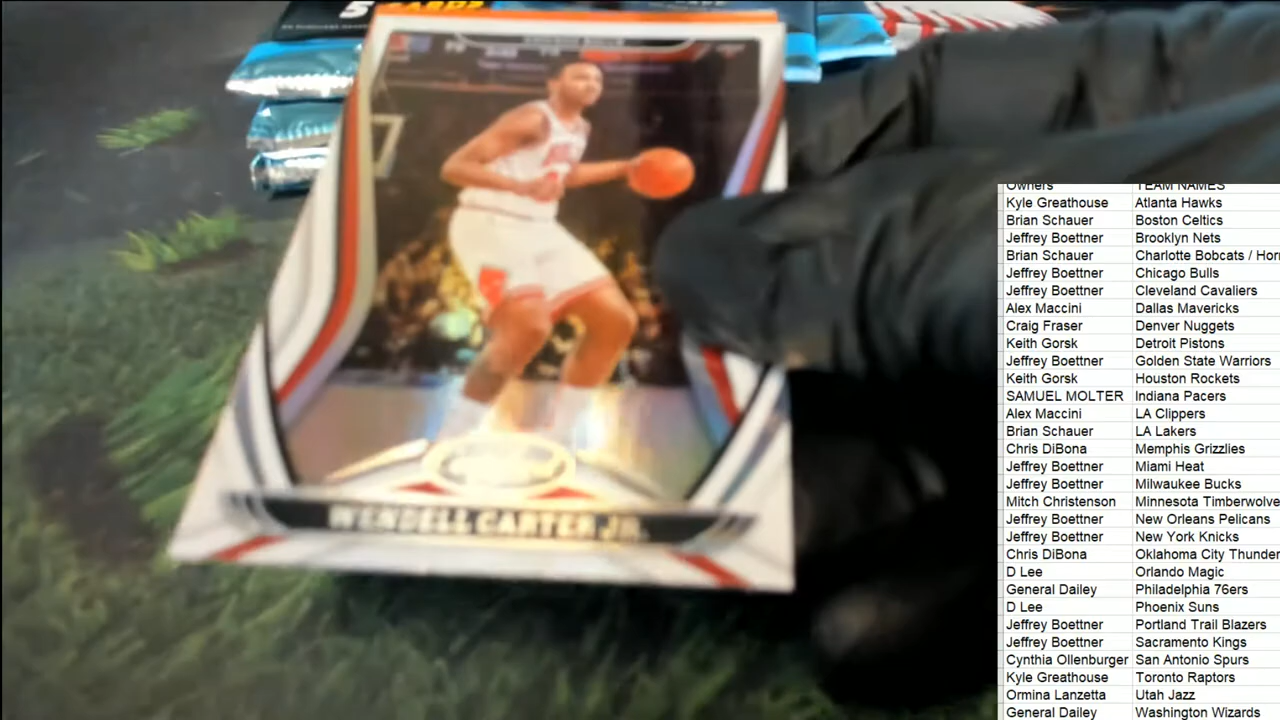 5 CARDS
WENDELL CARTER JR.
Owners TEAM NAMES
Kyle Greathouse Atlanta Hawks
Brian Schauer Boston Celtics
Jeffrey Boettner Brooklyn Nets
Brian Schauer Charlotte Bobcats / Horn
Jeffrey Boettner Chicago Bulls
Jeffrey Boettner Cleveland Cavaliers
Alex Maccini Dallas Mavericks
Craig Fraser Denver Nuggets
Keith Gorsk Detroit Pistons
Jeffrey Boettner Golden State Warriors
Keith Gorsk Houston Rockets
SAMUEL MOLTER Indiana Pacers
Alex Maccini LA Clippers
Brian Schauer LA Lakers
Chris DiBona Memphis Grizzlies
Jeffrey Boettner Miami Heat
Jeffrey Boettner Milwaukee Bucks
Mitch Christenson Minnesota Timberwolve
Jeffrey Boettner New Orleans Pelicans
Jeffrey Boettner New York Knicks
Chris DiBona Oklahoma City Thunder
D Lee Orlando Magic
General Dailey Philadelphia 76ers
D Lee Phoenix Suns
Jeffrey Boettner Portland Trail Blazers
Jeffrey Boettner Sacramento Kings
Cynthia Ollenburger San Antonio Spurs
Kyle Greathouse Toronto Raptors
Ormina Lanzetta Utah Jazz
General Dailey Washington Wizards